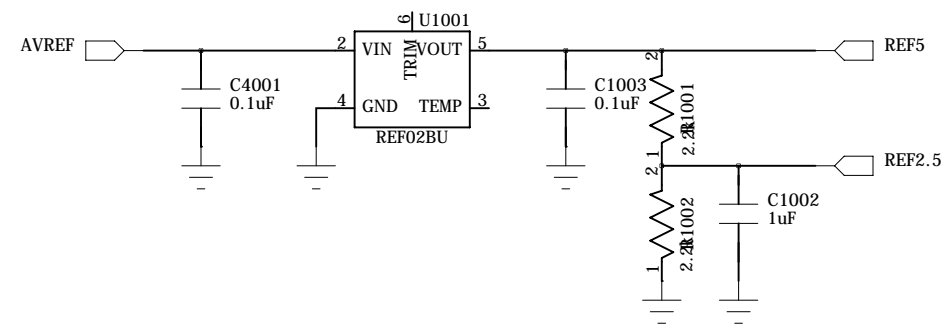 6 U1001
AVREF 2 VIN VOUT 5 REF5
TRIM
C4001
0.1uF
4 GND TEMP 3
REF02BU
C1003
0.1uF
2
R1001
2.2k
1
REF2.5
2
R1002
2.2k
1
C1002
1uF